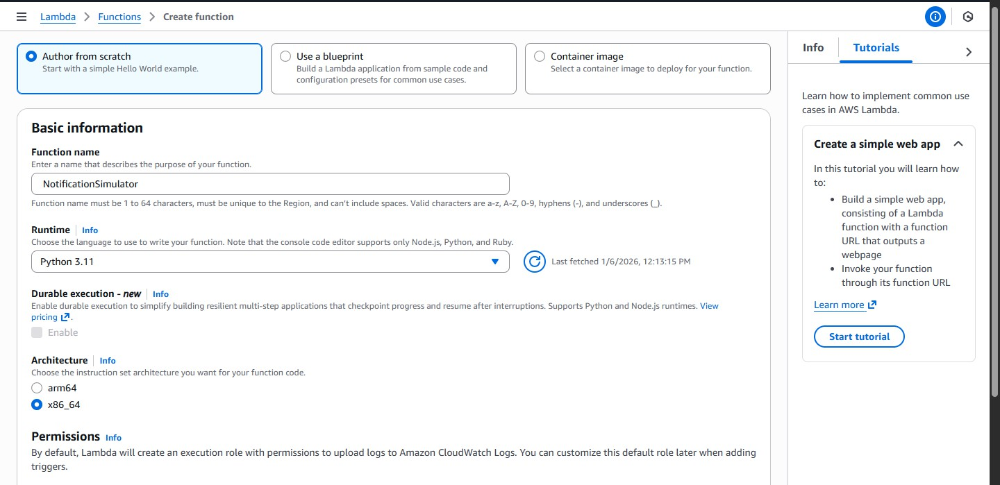 Lambda > Functions > Create function
Author from scratch
Start with a simple Hello World example.
Use a blueprint
Build a Lambda application from sample code and
configuration presets for common use cases.
Container image
Select a container image to deploy for your function.
Basic information
Function name
Enter a name that describes the purpose of your function.
NotificationSimulator
Function name must be 1 to 64 characters, must be unique to the Region, and can't include spaces. Valid characters are a-z, A-Z, 0-9, hyphens (-), and underscores (_).
Runtime Info
Choose the language to use to write your function. Note that the console code editor supports only Node.js, Python, and Ruby.
Python 3.11
Last fetched 1/6/2026, 12:13:15 PM
Durable execution - new Info
Enable durable execution to simplify building resilient multi-step applications that checkpoint progress and resume after interruptions. Supports Python and Node.js runtimes. View
pricing .
Enable
Architecture Info
Choose the instruction set architecture you want for your function code.
arm64
x86_64
Permissions Info
By default, Lambda will create an execution role with permissions to upload logs to Amazon CloudWatch Logs. You can customize this default role later when adding
triggers.
Info
Tutorials
Learn how to implement common use
cases in AWS Lambda.
Create a simple web app
In this tutorial you will learn how
to:
• Build a simple web app,
consisting of a Lambda
function with a function
URL that outputs a
webpage
• Invoke your function
through its function URL
Learn more
Start tutorial